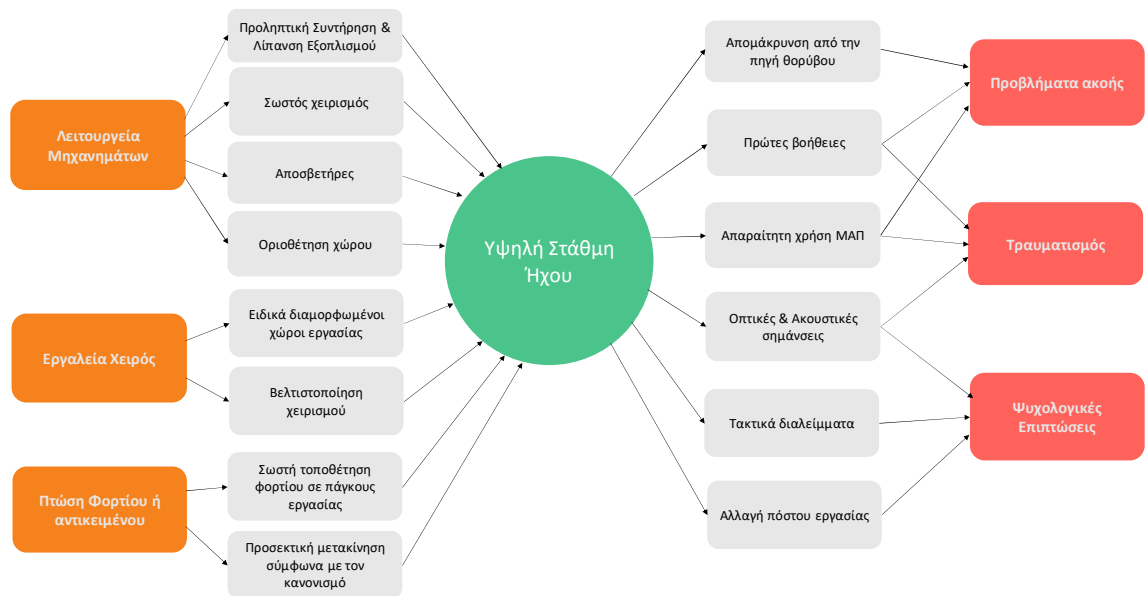 Λειτουργεία
Μηχανημάτων
Εργαλεία Χειρός
Πτώση Φορτίου ή
αντικειμένου
Προληπτική Συντήρηση &
Λίπανση Εξοπλισμού
Σωστός χειρισμός
Αποσβετήρες
Οριοθέτηση χώρου
Ειδικά διαμορφωμένοι
χώροι εργασίας
Βελτιστοποίηση
χειρισμού
Σωστή τοποθέτηση
φορτίου σε πάγκους
εργασίας
Προσεκτική μετακίνηση
σύμφωνα με τον
κανονισμό
Υψηλή Στάθμη
Ήχου
Απομάκρυνση από την
πηγή θορύβου
Πρώτες βοήθειες
Απαραίτητη χρήση ΜΑΠ
Οπτικές & Ακουστικές
σημάνσεις
Τακτικά διαλείμματα
Αλλαγή πόστου εργασίας
Προβλήματα ακοής
Τραυματισμός
Ψυχολογικές
Επιπτώσεις